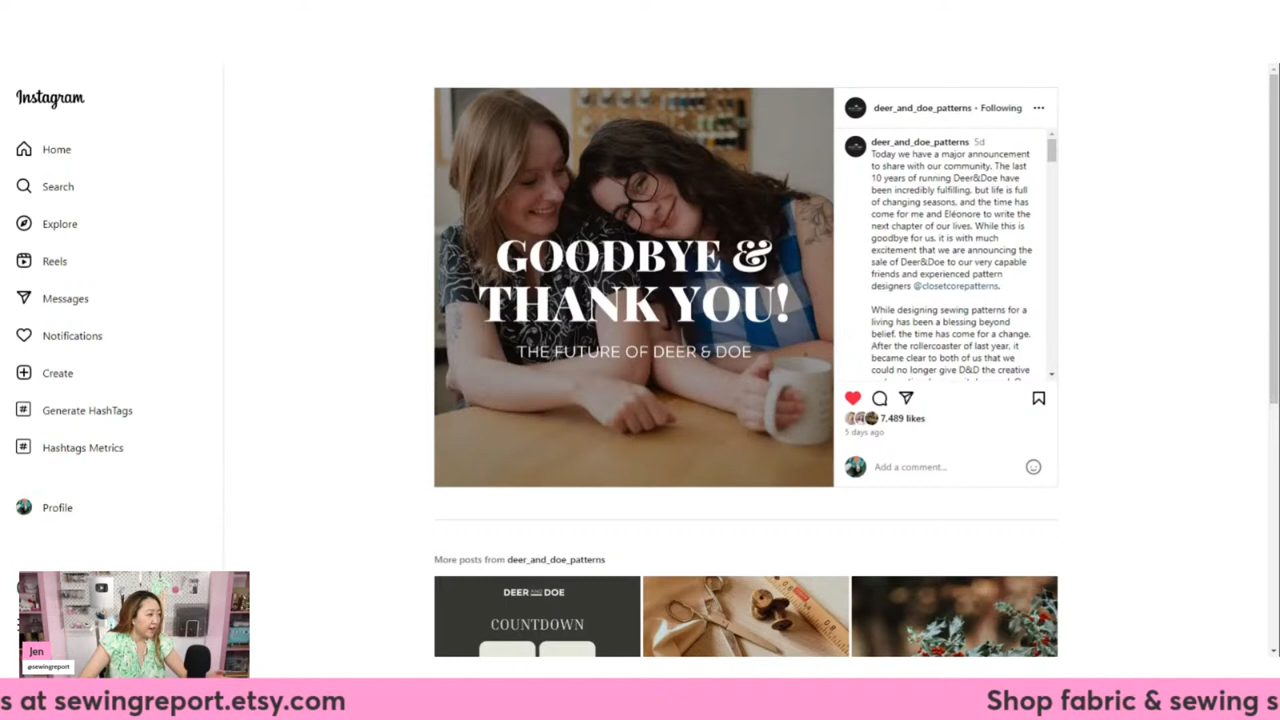 Instagram
Home
Search
Explore
Reels
Messages
Notifications
Create
Generate HashTags
Hashtags Metrics
Profile
GOODBYE &
THANK YOU!
THE FUTURE OF DEER & DOE
deer_and_doe_patterns • Following
deer_and_doe_patterns 5d
Today we have a major announcement
to share with our community. The last
10 years of running Deer&Doe have
been incredibly fulfilling, but life is full
of changing seasons, and the time has
come for me and Eléonore to write the
next chapter of our lives. While this is
goodbye for us, it is with much
excitement that we are announcing the
sale of Deer&Doe to our very capable
friends and experienced pattern
designers @closetcorepatterns.
While designing sewing patterns for a
living has been a blessing beyond
belief, the time has come for a change.
After the rollercoaster of last year, it
became clear to both of us that we
could no longer give D&D the creative
7,489 likes
5 days ago
Add a comment...
More posts from deer_and_doe_patterns
DEER AND DOE
COUNTDOWN
Jen
@sewingreport
s at sewingreport.etsy.com
Shop fabric & sewing s